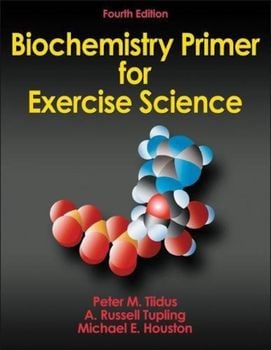 Fourth Edition
Biochemistry Primer
for
Exercise Science
Peter M. Tiidus
A. Russell Tupling
Michael E. Houston